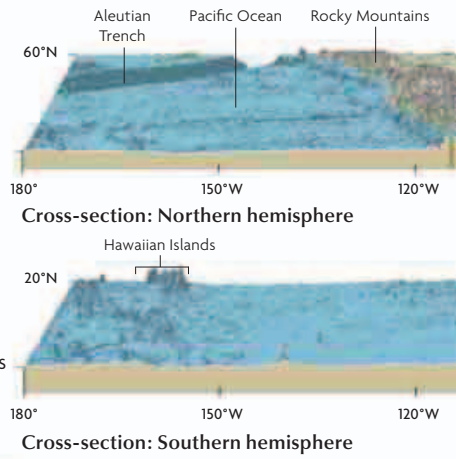 Aleutian Trench
Pacific Ocean
Rocky Mountains
60°N
180°
150°W
120°W
Cross-section: Northern hemisphere
Hawaiian Islands
20°N
S
180°
150°W
120°W
Cross-section: Southern hemisphere